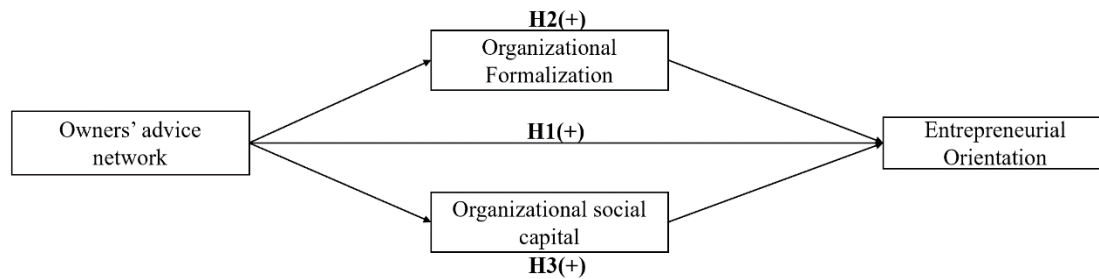 H2(+)
Organizational
Formalization
Owners’ advice
network
H1(+)
Entrepreneurial
Orientation
Organizational social
capital
H3(+)